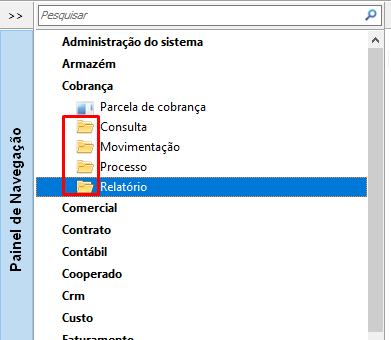 >>
Pesquisar
Painel de Navegação
Administração do sistema
Armazém
Cobrança
Parcela de cobrança
Consulta
Movimentação
Processo
Relatório
Comercial
Contrato
Contábil
Cooperado
Crm
Custo
Faturamento